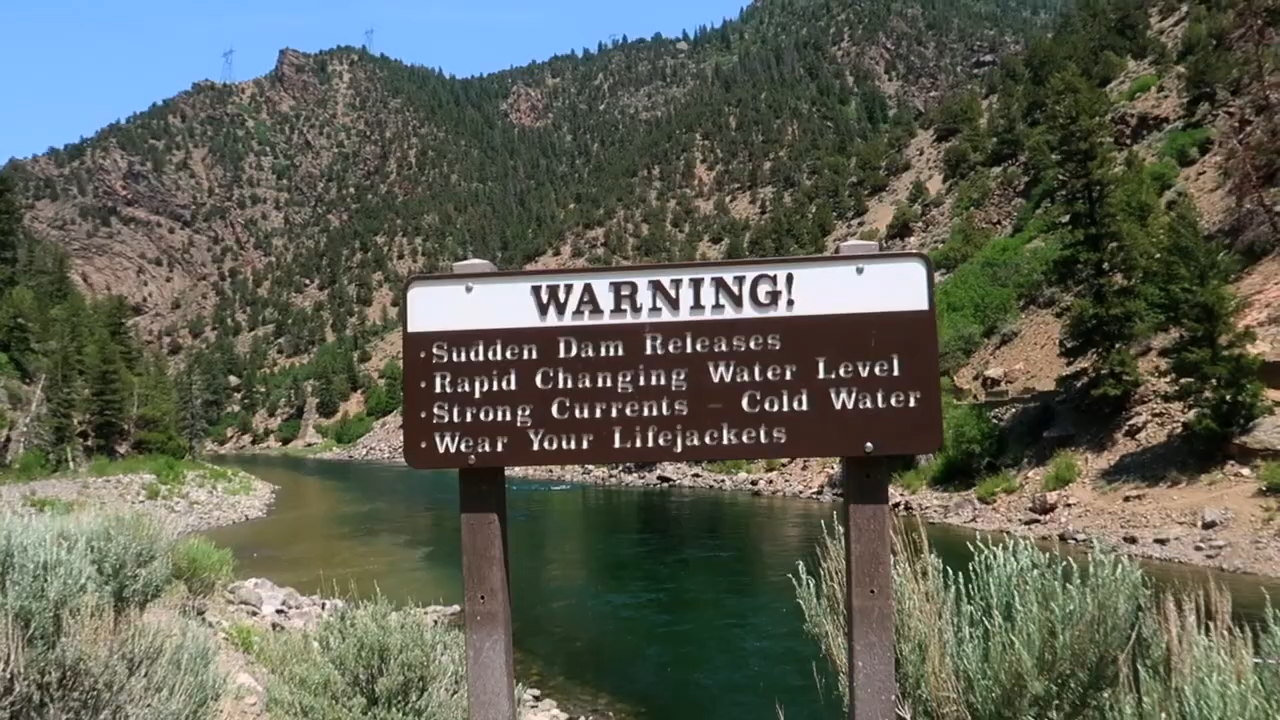 WARNING!
· Sudden Dam Releases
· Rapid Changing Water Level
· Strong Currents – Cold Water
· Wear Your Lifejackets